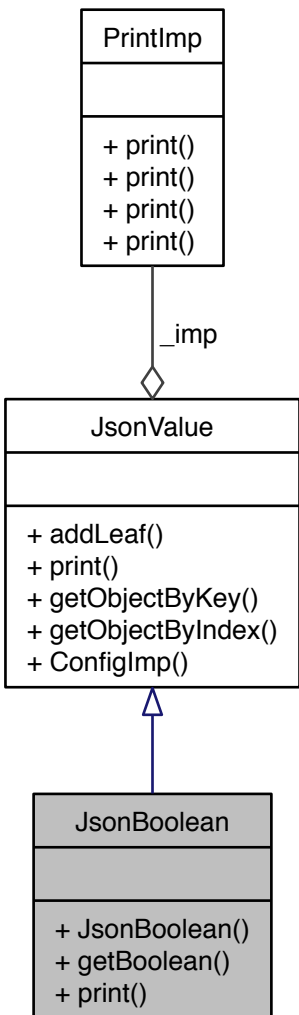 PrintImp
+ print()
+ print()
+ print()
+ print()
_imp
JsonValue
+ addLeaf()
+ print()
+ getObjectByKey()
+ getObjectByIndex()
+ ConfigImp()
JsonBoolean
+ JsonBoolean()
+ getBoolean()
+ print()